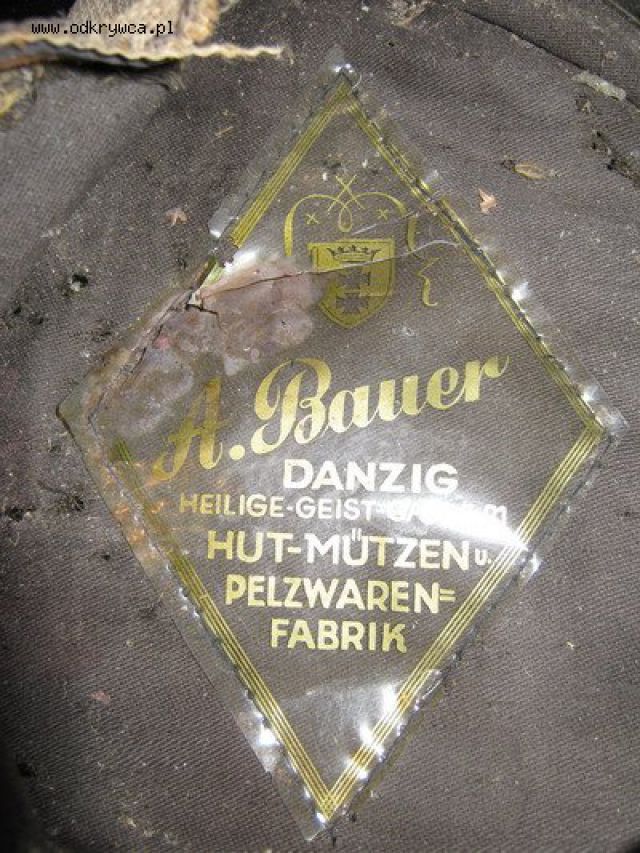 www.odkrywca.pl
A. Bauer
DANZIG
HEILIGE-GEIST-
HUT-MÜTZEN u.
PELZWAREN=
FABRIK